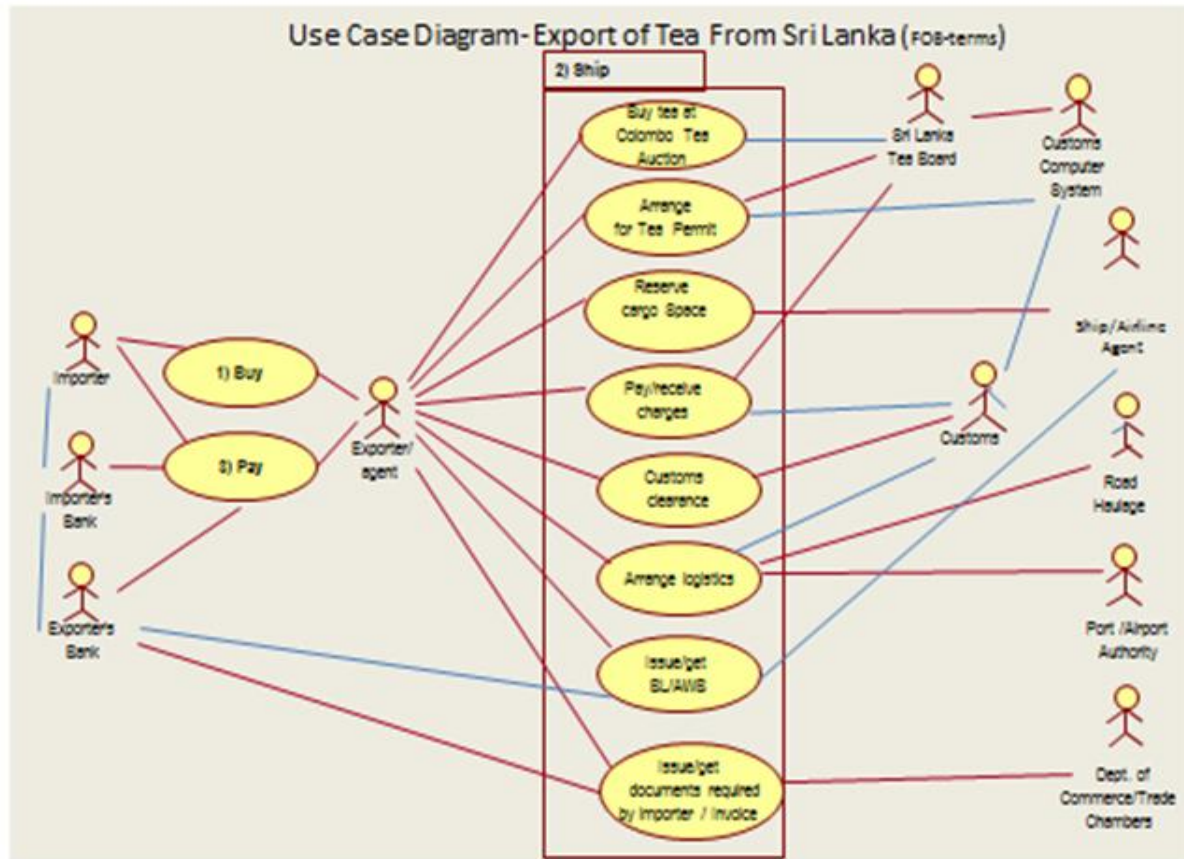 Use Case Diagram- Export of Tea From Sri Lanka (FOB-terms)
2) Ship
Buy tea at
Colombo Tea
Auction
Sri Lanka
Tea Board
Customs
Computer
System
Arrange
for Tea Permit
Reserve
cargo Space
Ship/Airline
Agent
Importer
1) Buy
Exporter/
agent
Pay/receive
charges
Customs
3) Pay
Importer's
Bank
Customs
clearance
Road
Haulage
Arrange logistics
Exporter's
Bank
Port /Airport
Authority
Issue/get
BL/AWB
Issue/get
documents required
by Importer / Invoice
Dept. of
Commerce/Trade
Chambers